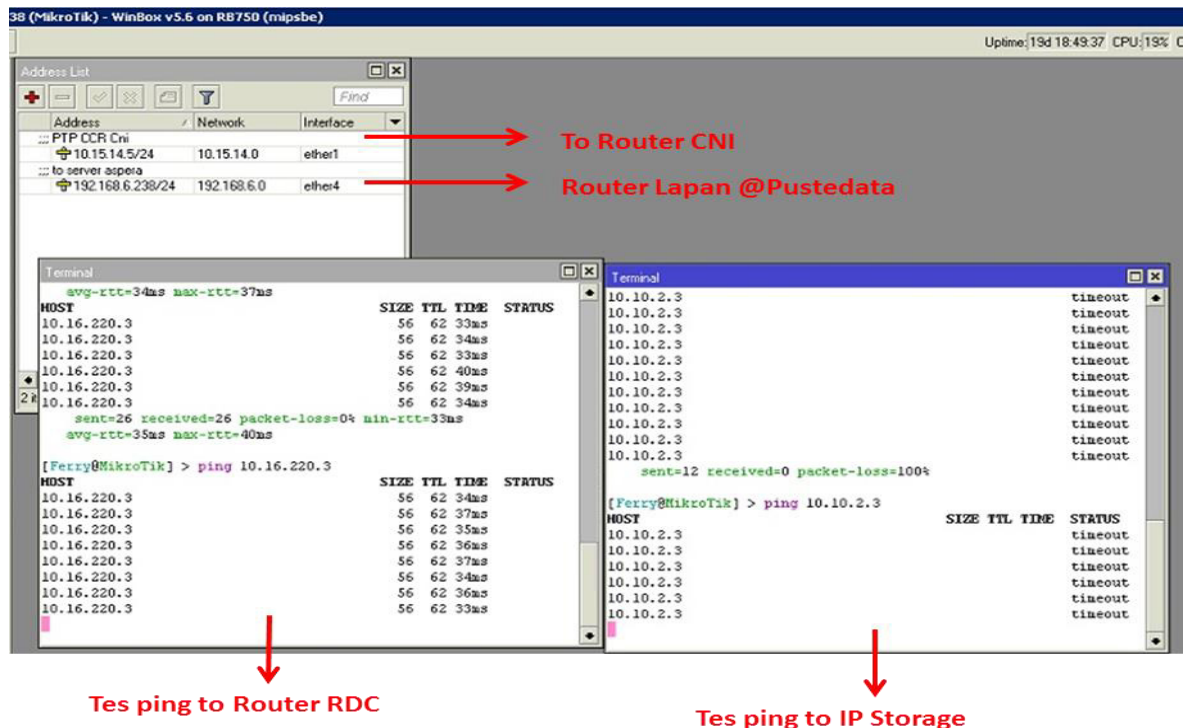 38 (MikroTik) - WinBox v5.6 on RB750 (mipsbe)
Uptime: 19d 18:49:37 CPU: 19%
Address List
Find
Address Network Interface
;;; PTP CCR Cni
10.15.14.5/24 10.15.14.0 ether1
;;; to server aspera
192.168.6.238/24 192.168.6.0 ether4
To Router CNI
Router Lapan @Pustedata
2 it
Terminal
avg-rtt=34ms max-rtt=37ms
HOST SIZE TTL TIME STATUS
10.16.220.3 56 62 33ms
10.16.220.3 56 62 34ms
10.16.220.3 56 62 33ms
10.16.220.3 56 62 40ms
10.16.220.3 56 62 39ms
10.16.220.3 56 62 34ms
sent=26 received=26 packet-loss=0% min-rtt=33ms
avg-rtt=35ms max-rtt=40ms
[Ferry@MikroTik] > ping 10.16.220.3
HOST SIZE TTL TIME STATUS
10.16.220.3 56 62 34ms
10.16.220.3 56 62 37ms
10.16.220.3 56 62 35ms
10.16.220.3 56 62 36ms
10.16.220.3 56 62 37ms
10.16.220.3 56 62 34ms
10.16.220.3 56 62 36ms
10.16.220.3 56 62 33ms
Terminal
10.10.2.3 timeout
10.10.2.3 timeout
10.10.2.3 timeout
10.10.2.3 timeout
10.10.2.3 timeout
10.10.2.3 timeout
10.10.2.3 timeout
10.10.2.3 timeout
10.10.2.3 timeout
10.10.2.3 timeout
10.10.2.3 timeout
sent=12 received=0 packet-loss=100%
[Ferry@MikroTik] > ping 10.10.2.3
HOST SIZE TTL TIME STATUS
10.10.2.3 timeout
10.10.2.3 timeout
10.10.2.3 timeout
10.10.2.3 timeout
10.10.2.3 timeout
10.10.2.3 timeout
Tes ping to Router RDC
Tes ping to IP Storage